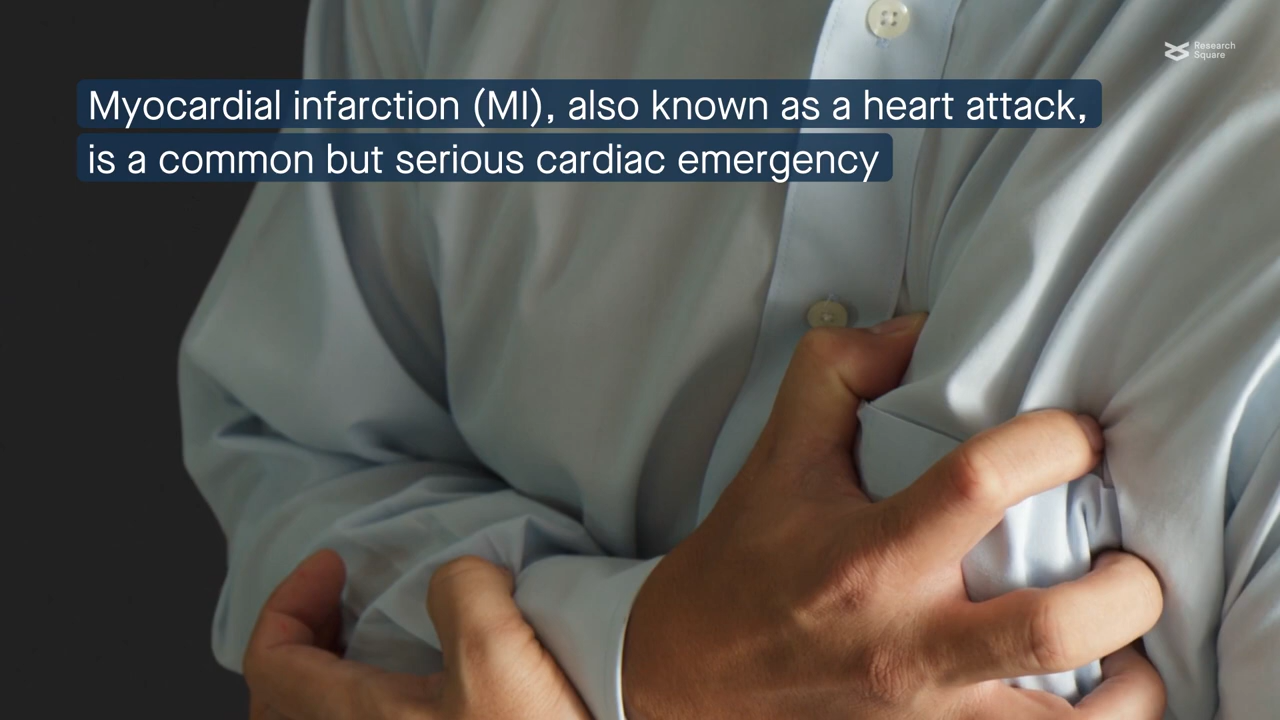 Research
Square
Myocardial infarction (MI), also known as a heart attack,
is a common but serious cardiac emergency